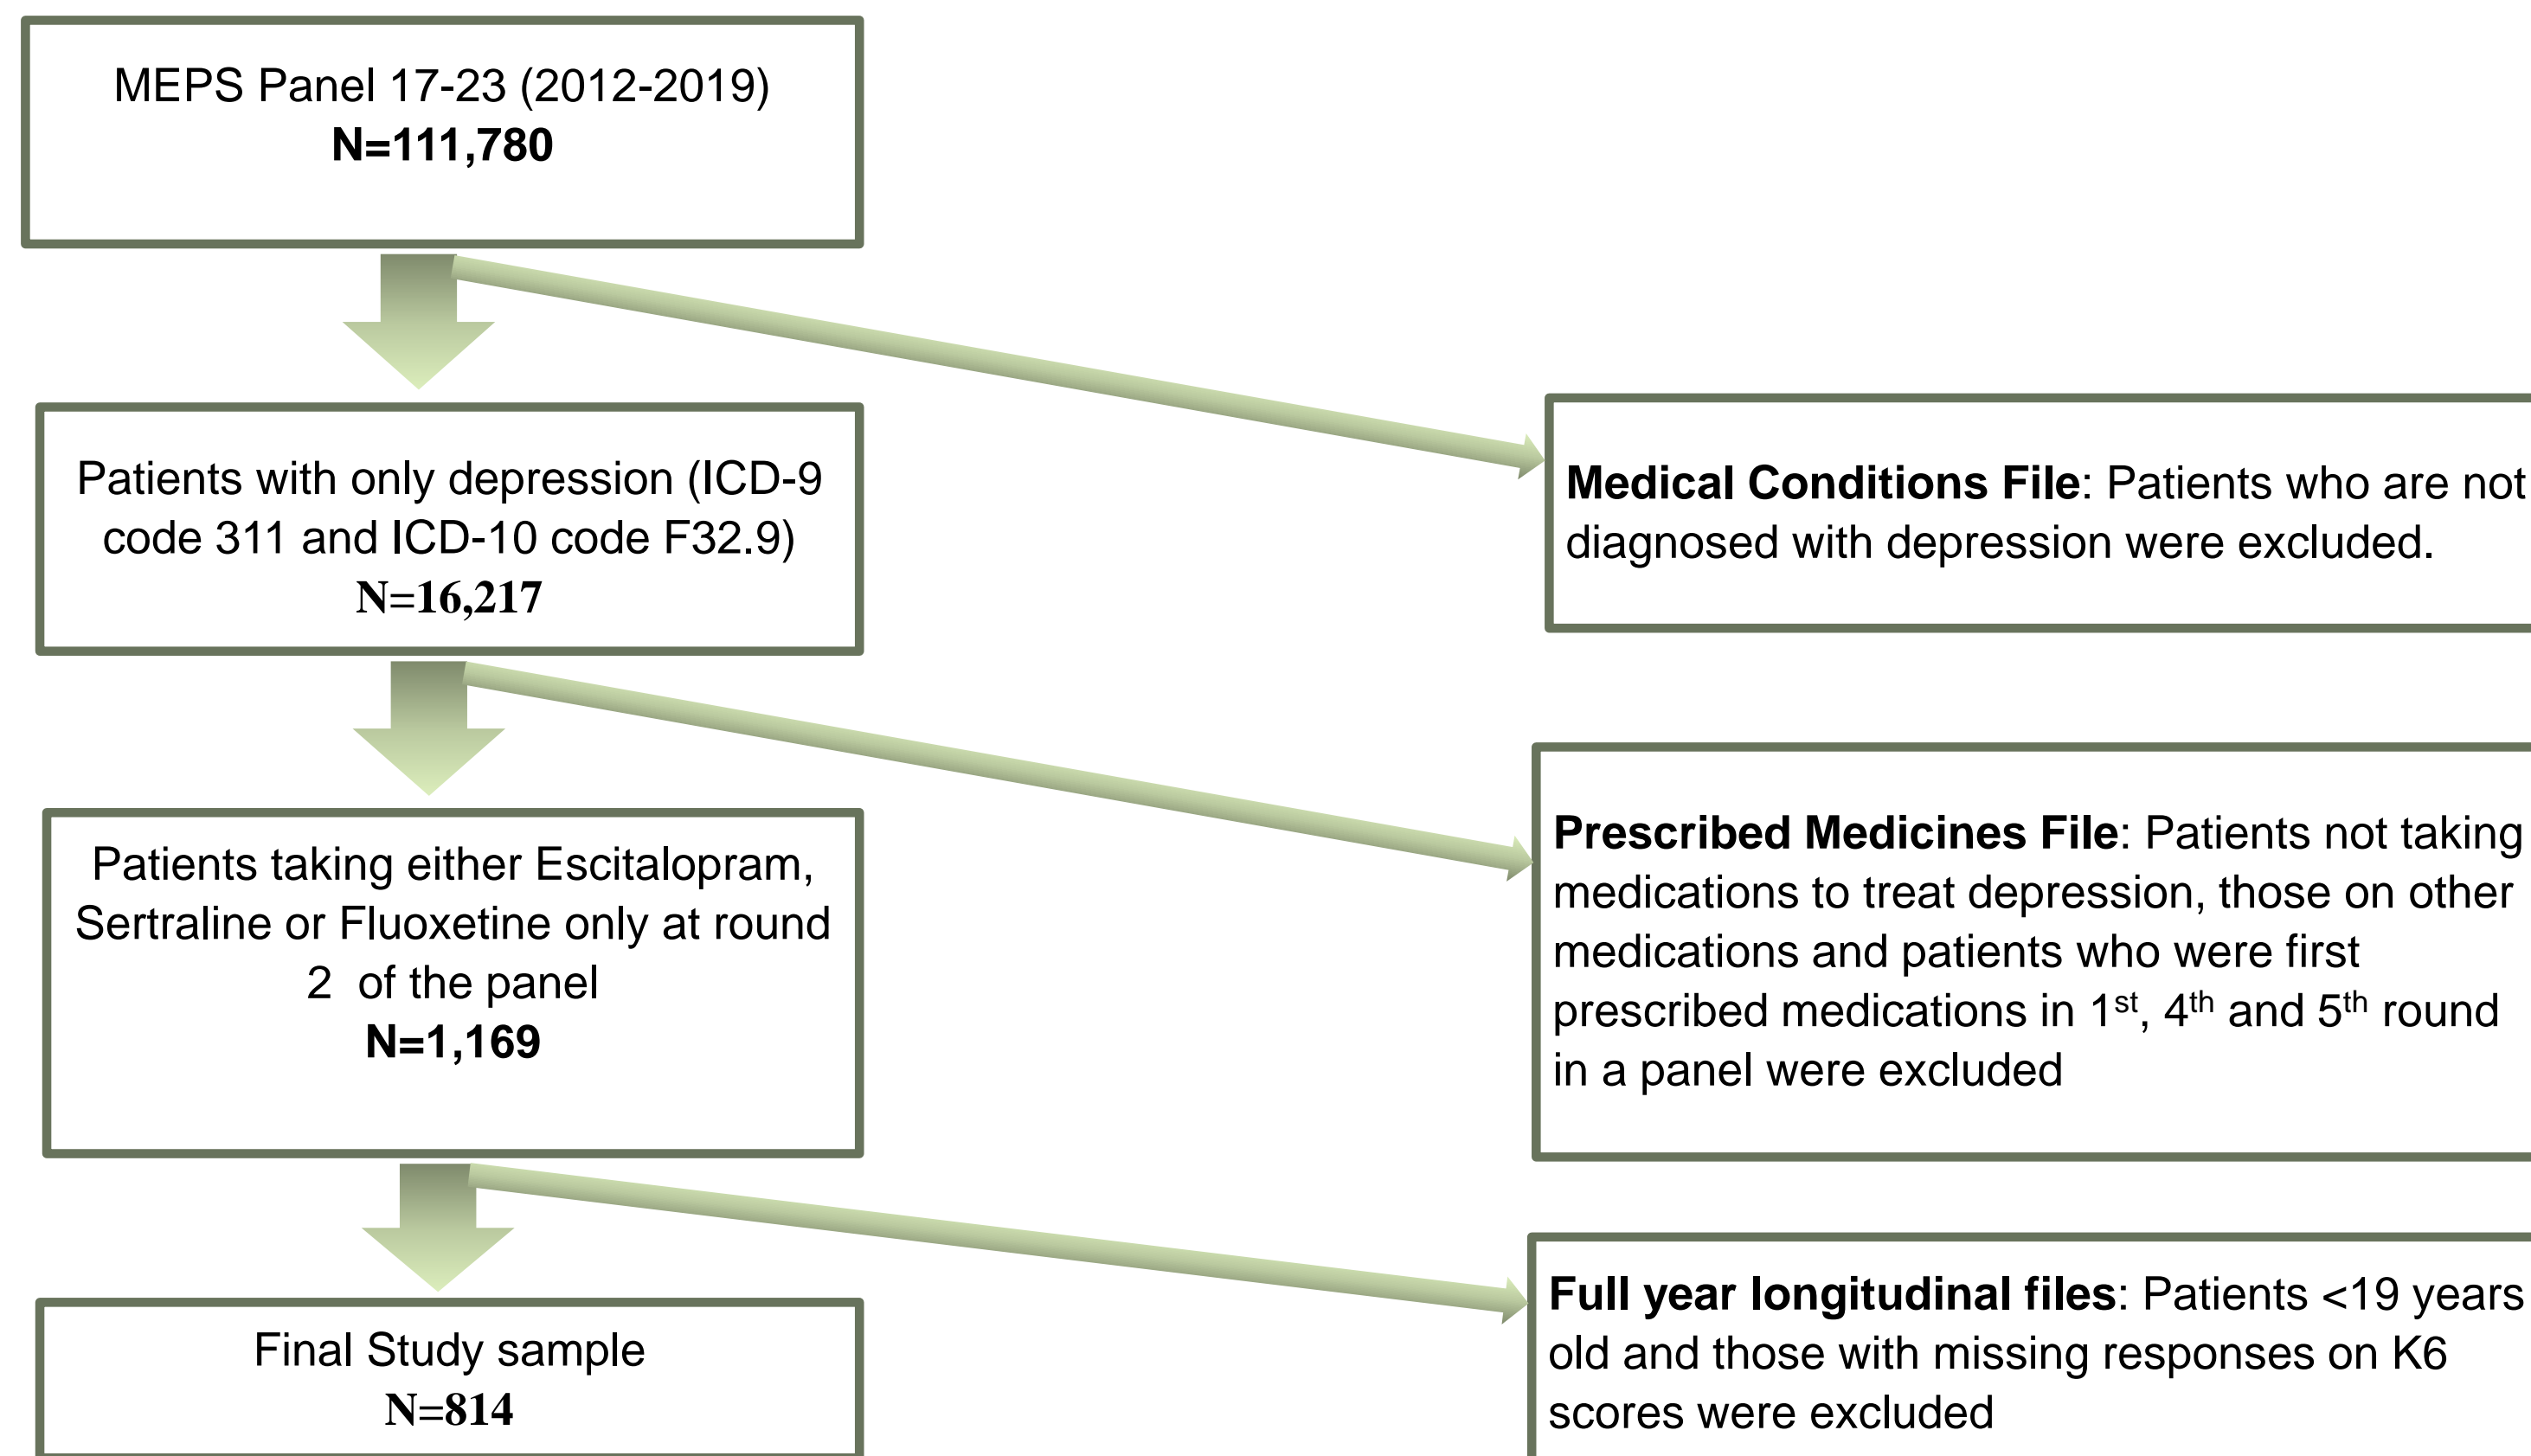 MEPS Panel 17-23 (2012-2019)
N=111,780
Patients with only depression (ICD-9
code 311 and ICD-10 code F32.9)
N=16,217
Medical Conditions File: Patients who are not
diagnosed with depression were excluded.
Patients taking either Escitalopram,
Sertraline or Fluoxetine only at round
2 of the panel
N=1,169
Prescribed Medicines File: Patients not taking
medications to treat depression, those on other
medications and patients who were first
prescribed medications in 1st, 4th and 5th round
in a panel were excluded
Final Study sample
N=814
Full year longitudinal files: Patients <19 years
old and those with missing responses on K6
scores were excluded